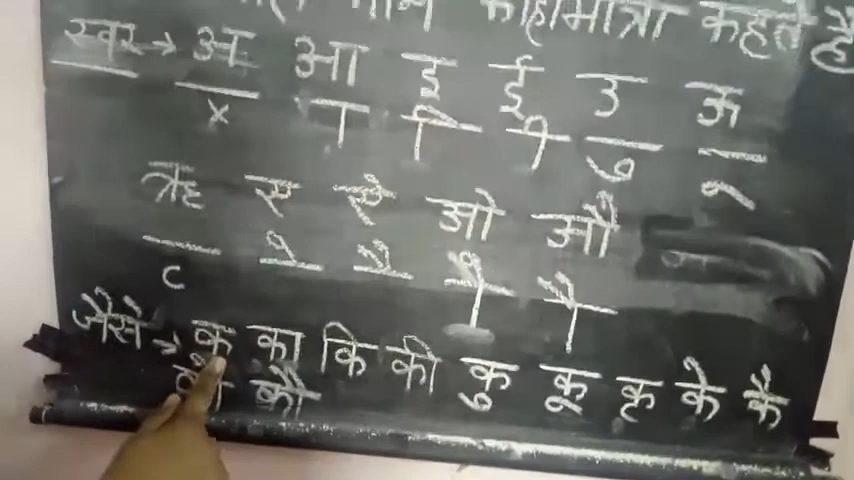 को ही मात्रा कहते है
स्वर → अ आ इ ई उ ऊ
x ा ि ी ु ू
ऋ ए ऐ ओ औ
ृ े ै ो ौ
जैसे → क का कि की कु कू कृ के कै
कौ